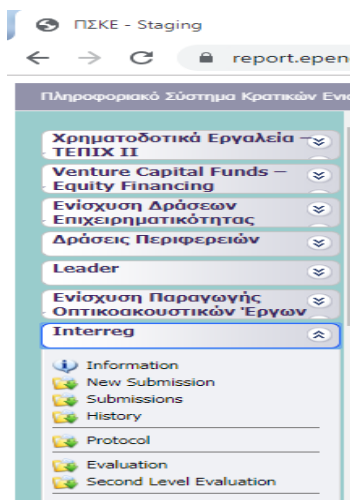 ΠΣΚΕ - Staging
report.epen
Πληροφοριακό Σύστημα Κρατικών Ενι
Χρηματοδοτικά Εργαλεία –
ΤΕΠΙΧ ΙΙ
Venture Capital Funds –
Equity Financing
Ενίσχυση Δράσεων
Επιχειρηματικότητας
Δράσεις Περιφερειών
Leader
Ενίσχυση Παραγωγής
Οπτικοακουστικών Έργων
Interreg
Information
New Submission
Submissions
History
Protocol
Evaluation
Second Level Evaluation